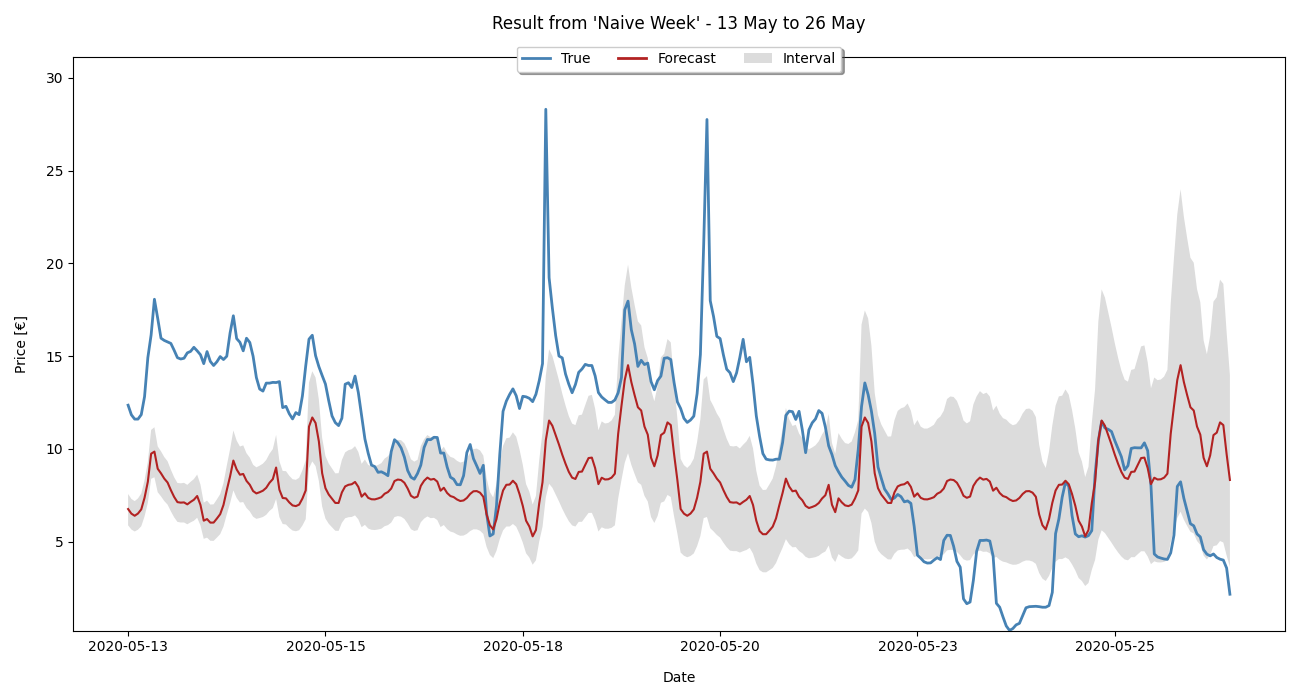 Result from 'Naive Week' - 13 May to 26 May
True Forecast Interval
30
25
20
15
10
5
Price [€]
2020-05-13 2020-05-15 2020-05-18 2020-05-20 2020-05-23 2020-05-25
Date